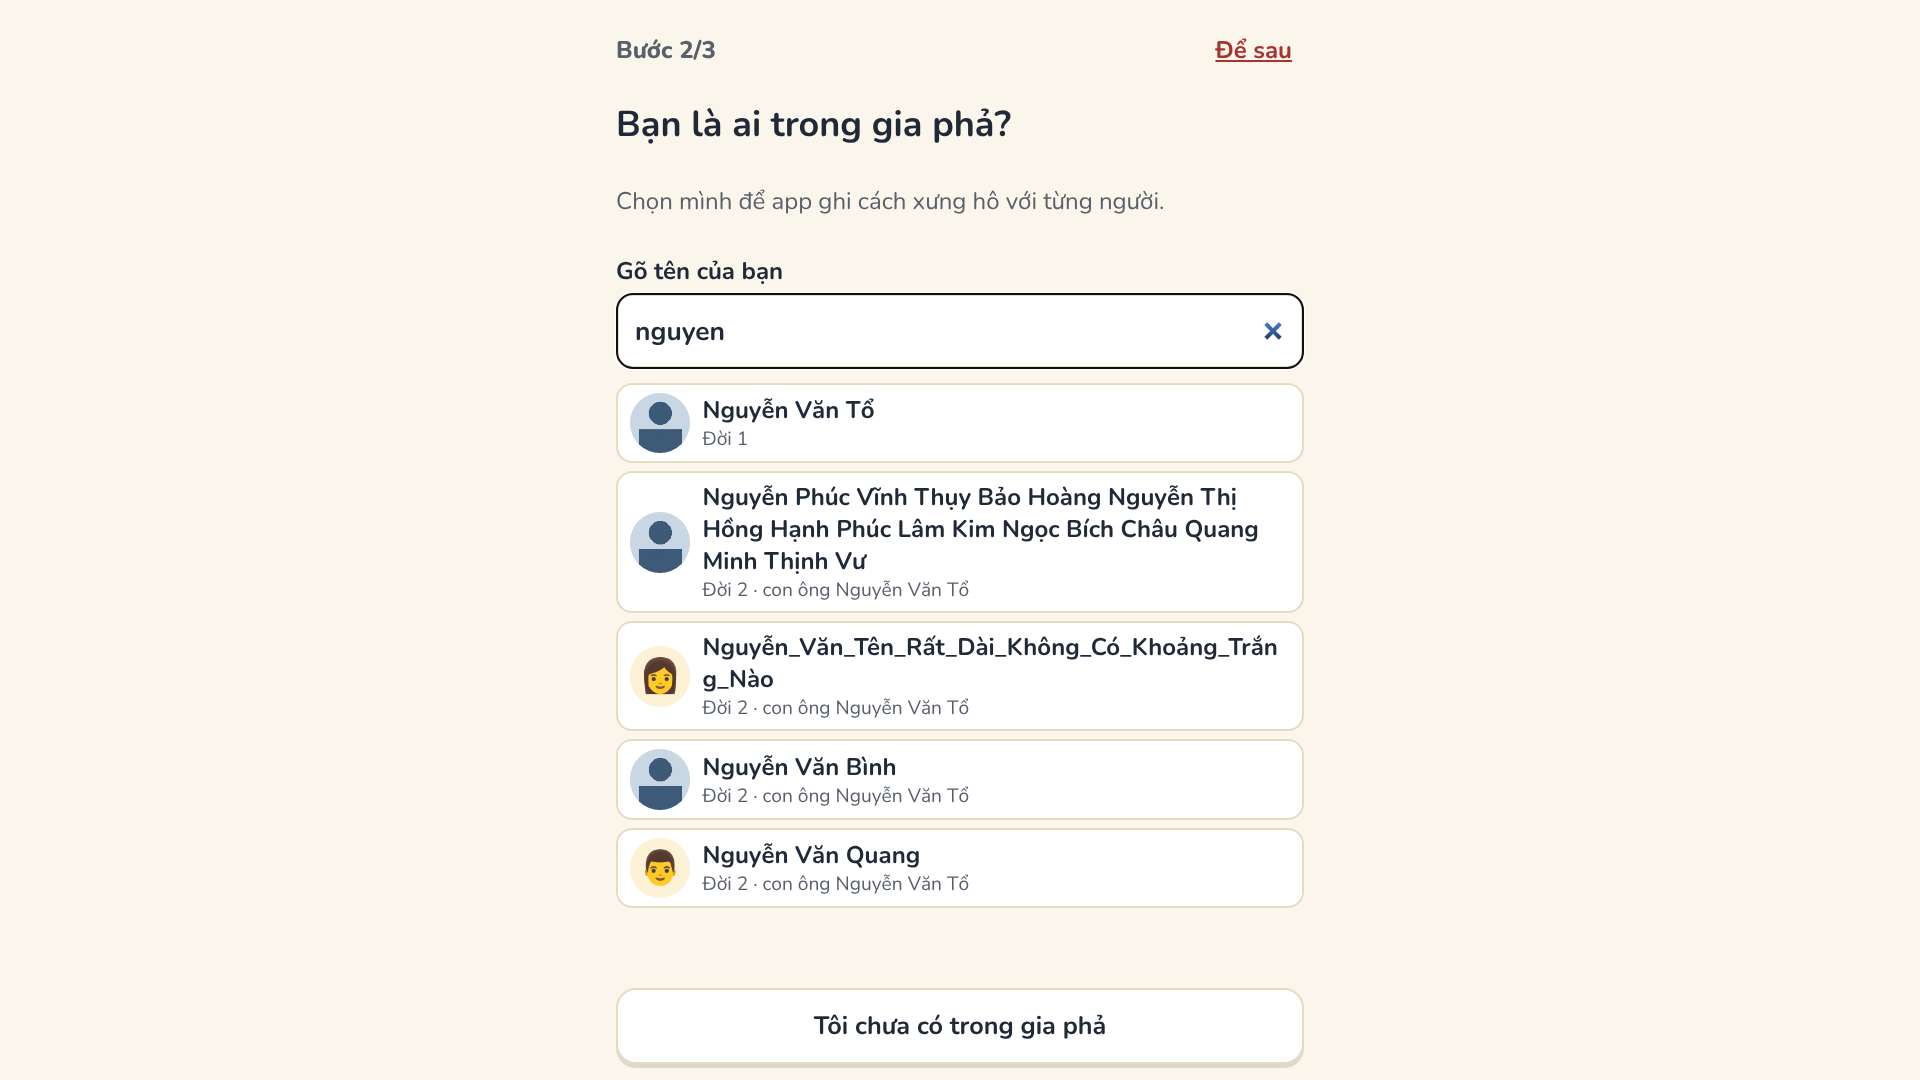 Bước 2/3
Để sau
Bạn là ai trong gia phả?
Chọn mình để app ghi cách xưng hô với từng người.
Gõ tên của bạn
nguyen
Nguyễn Văn Tổ
Đời 1
Nguyễn Phúc Vĩnh Thụy Bảo Hoàng Nguyễn Thị
Hồng Hạnh Phúc Lâm Kim Ngọc Bích Châu Quang
Minh Thịnh Vư
Đời 2 · con ông Nguyễn Văn Tổ
Nguyễn_Văn_Tên_Rất_Dài_Không_Có_Khoảng_Trắn
g_Nào
Đời 2 · con ông Nguyễn Văn Tổ
Nguyễn Văn Bình
Đời 2 · con ông Nguyễn Văn Tổ
Nguyễn Văn Quang
Đời 2 · con ông Nguyễn Văn Tổ
Tôi chưa có trong gia phả